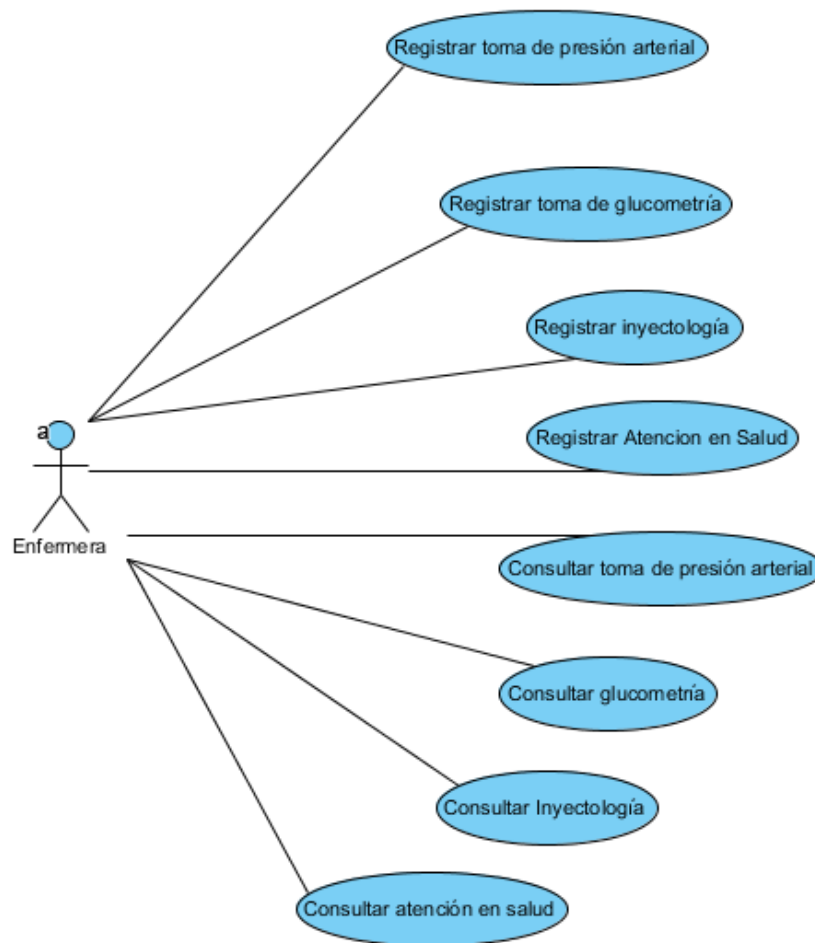 Registrar toma de presión arterial
Registrar toma de glucometría
Registrar inyectología
a
Registrar Atencion en Salud
Enfermera
Consultar toma de presión arterial
Consultar glucometría
Consultar Inyectología
Consultar atención en salud